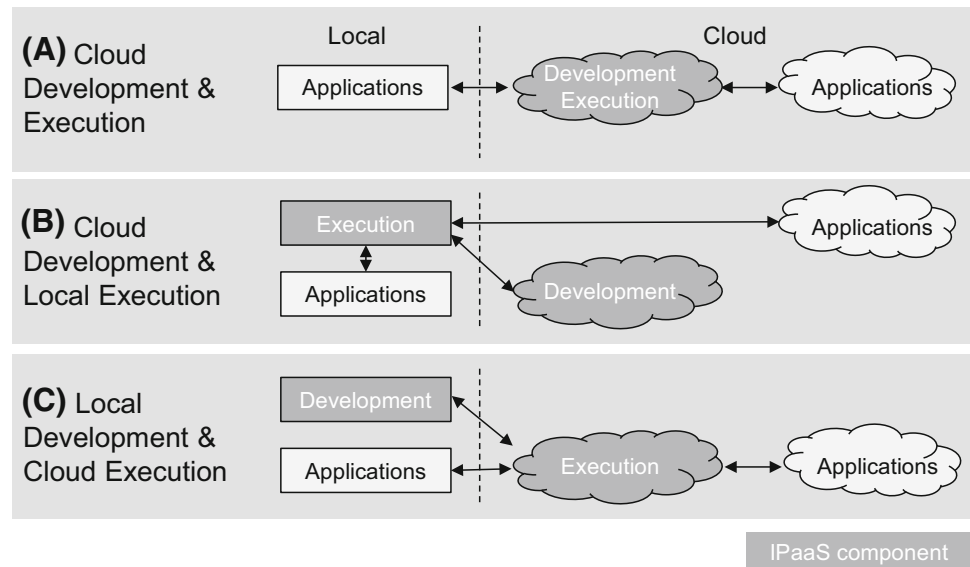 Local
Cloud
(A) Cloud
Development &
Execution
Applications
Development
Execution
Applications
(B) Cloud
Development &
Local Execution
Execution
Applications
Development
Applications
(C) Local
Development &
Cloud Execution
Development
Applications
Execution
Applications
IPaaS component